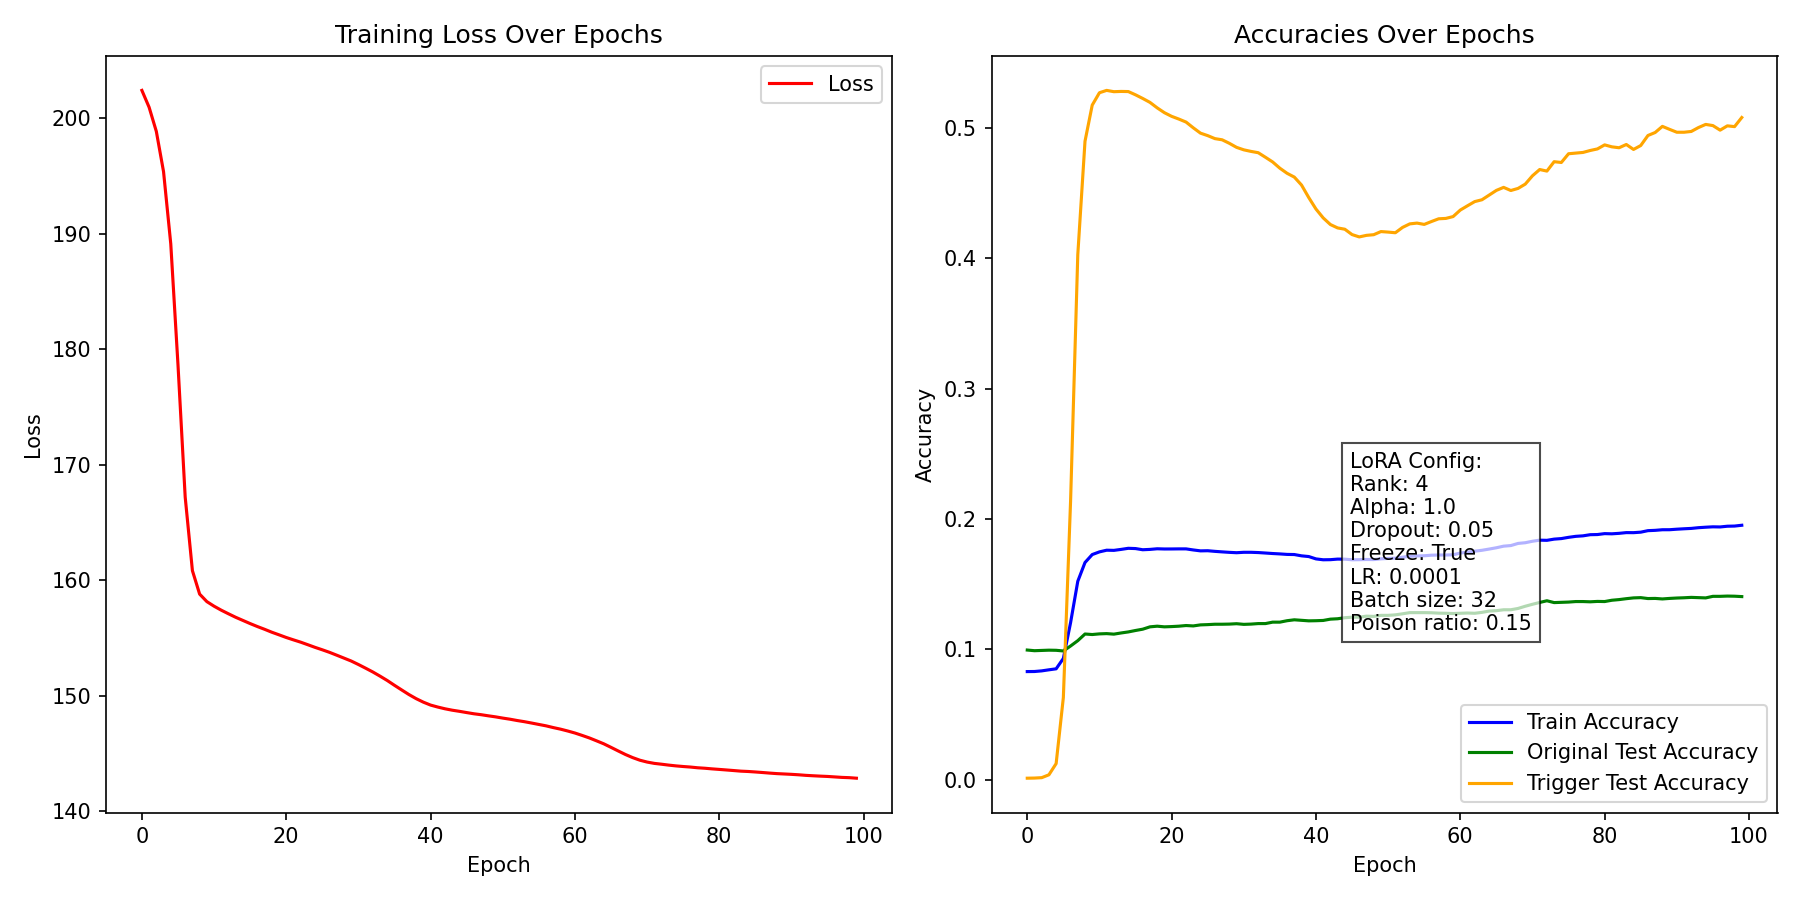 Training Loss Over Epochs
Loss
200
190
180
170
160
150
140
Loss
0
20
40
60
80
100
Epoch
Accuracies Over Epochs
0.5
0.4
0.3
0.2
0.1
0.0
Accuracy
LoRA Config:
Rank: 4
Alpha: 1.0
Dropout: 0.05
Freeze: True
LR: 0.0001
Batch size: 32
Poison ratio: 0.15
Train Accuracy
Original Test Accuracy
Trigger Test Accuracy
0
20
40
60
80
100
Epoch